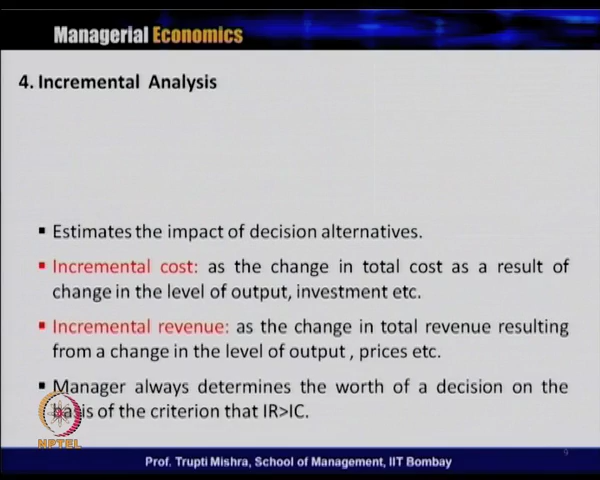 Managerial Economics
4. Incremental Analysis
▪ Estimates the impact of decision alternatives.
▪ Incremental cost: as the change in total cost as a result of
change in the level of output, investment etc.
▪ Incremental revenue: as the change in total revenue resulting
from a change in the level of output , prices etc.
▪ Manager always determines the worth of a decision on the
basis of the criterion that IR>IC.
NPTEL
Prof. Trupti Mishra, School of Management, IIT Bombay
9